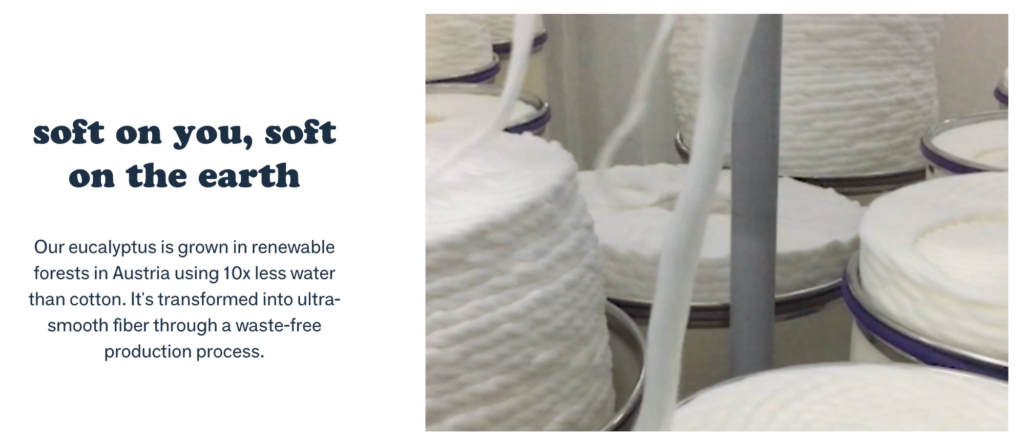 soft on you, soft
on the earth
Our eucalyptus is grown in renewable
forests in Austria using 10x less water
than cotton. It's transformed into ultra-
smooth fiber through a waste-free
production process.